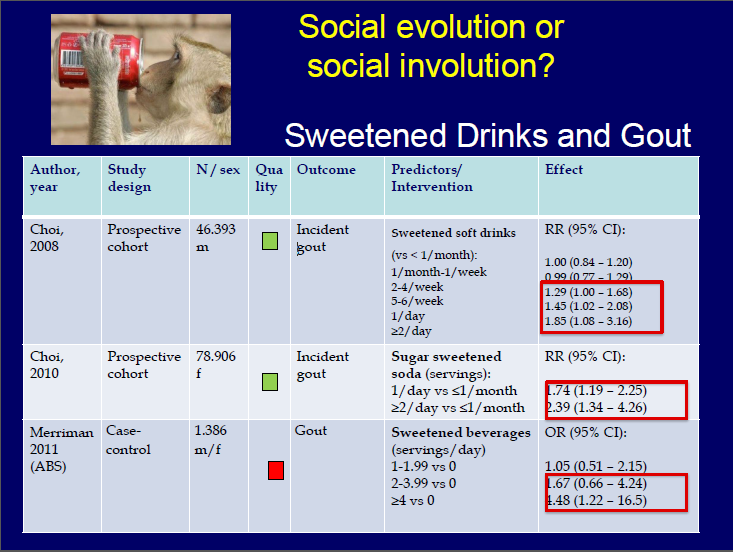 Social evolution or
social involution?
Sweetened Drinks and Gout
Author,
year
Study
design
N / sex
Qua
lity
Outcome
Predictors/
Intervention
Effect
Choi,
2008
Prospective
cohort
46.393
m
Incident
gout
Sweetened soft drinks
(vs < 1/month):
1/month-1/week
2-4/week
5-6/week
1/day
≥2/day
RR (95% CI):
1.00 (0.84 – 1.20)
0.99 (0.77 – 1.29)
1.29 (1.00 – 1.68)
1.45 (1.02 – 2.08)
1.85 (1.08 – 3.16)
Choi,
2010
Prospective
cohort
78.906
f
Incident
gout
Sugar sweetened
soda (servings):
1/day vs ≤1/month
≥2/day vs ≤1/month
RR (95% CI):
1.74 (1.19 – 2.25)
2.39 (1.34 – 4.26)
Merriman
2011
(ABS)
Case-
control
1.386
m/f
Gout
Sweetened beverages
(servings/day)
1-1.99 vs 0
2-3.99 vs 0
≥4 vs 0
OR (95% CI):
1.05 (0.51 – 2.15)
1.67 (0.66 – 4.24)
4.48 (1.22 – 16.5)